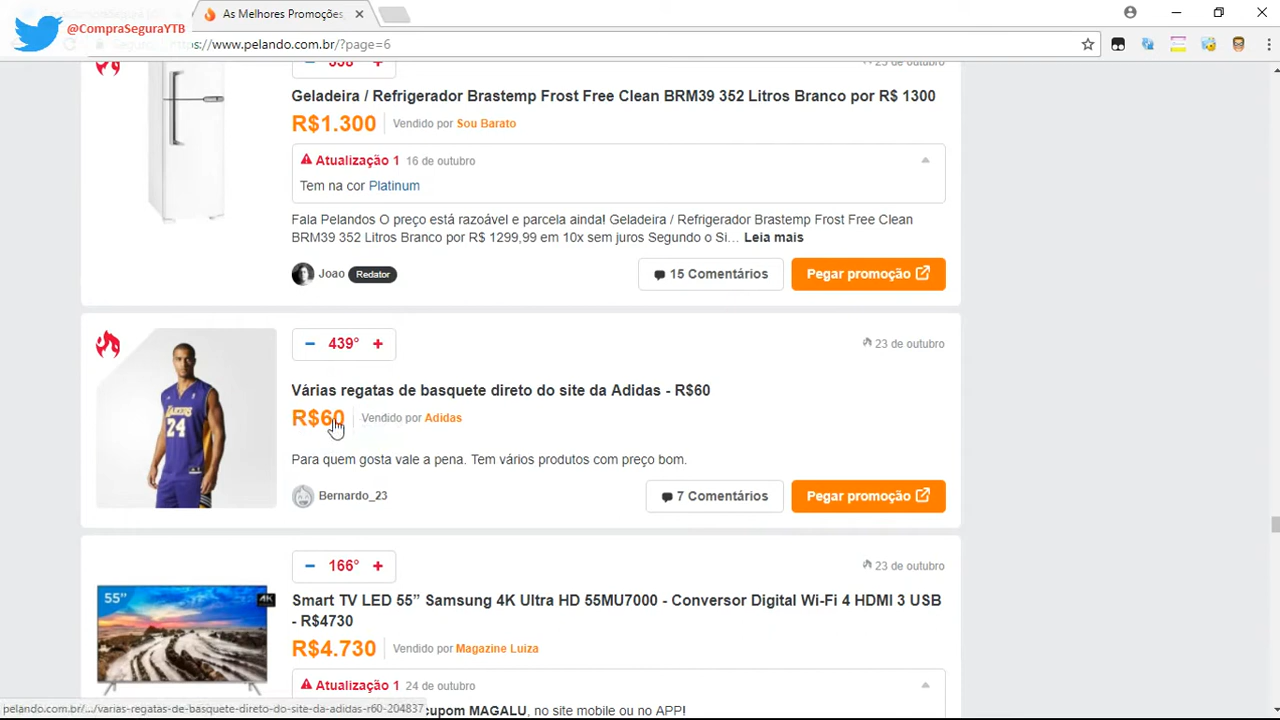 As Melhores Promoções,
@CompraSeguraYTB
https://www.pelando.com.br/?page=6
398° +
23 de outubro
Geladeira / Refrigerador Brastemp Frost Free Clean BRM39 352 Litros Branco por R$ 1300
R$1.300 Vendido por Sou Barato
Atualização 1 16 de outubro
Tem na cor Platinum
Fala Pelandos O preço está razoável e parcela ainda! Geladeira / Refrigerador Brastemp Frost Free Clean
BRM39 352 Litros Branco por R$ 1299,99 em 10x sem juros Segundo o Si... Leia mais
Joao Redator 15 Comentários Pegar promoção
− 439° + 23 de outubro
Várias regatas de basquete direto do site da Adidas - R$60
R$60 Vendido por Adidas
LAKERS
24
Para quem gosta vale a pena. Tem vários produtos com preço bom.
Bernardo_23 7 Comentários Pegar promoção
− 166° + 23 de outubro
55” 4K
Smart TV LED 55” Samsung 4K Ultra HD 55MU7000 - Conversor Digital Wi-Fi 4 HDMI 3 USB
- R$4730
R$4.730 Vendido por Magazine Luiza
Atualização 1 24 de outubro
cupom MAGALU, no site mobile ou no APP!
pelando.com.br/.../varias-regatas-de-basquete-direto-do-site-da-adidas-r60-204837